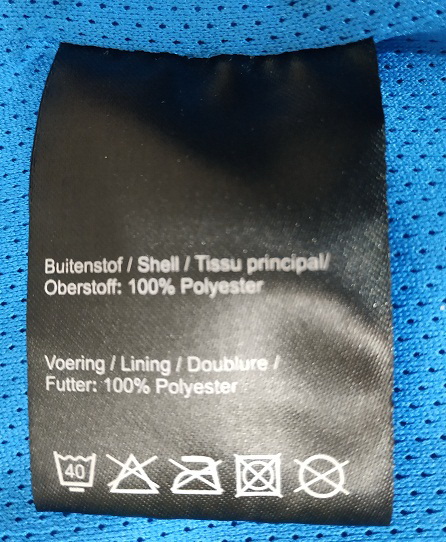 Buitenstof / Shell / Tissu principal/
Oberstoff: 100% Polyester
Voering / Lining / Doublure /
Futter: 100% Polyester
40